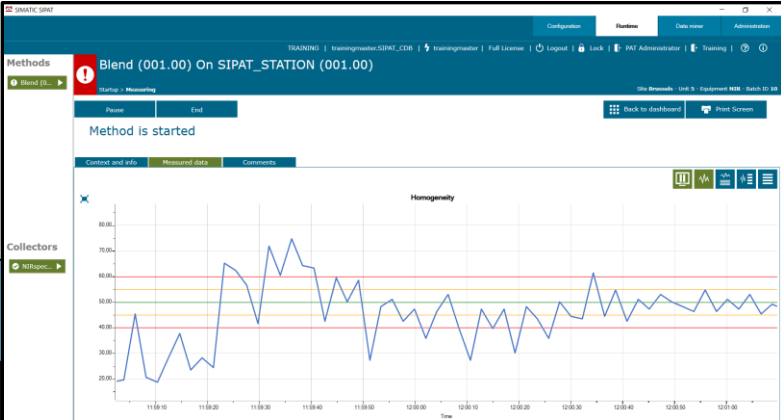 SIMATIC SIPAT
Configuration Runtime Data miner Administration
TRAINING | trainingmaster.SIPAT_CDB | trainingmaster | Full License | Logout | Lock | PAT Administrator | Training |
Methods
Blend (0...
Blend (001.00) On SIPAT_STATION (001.00)
Startup > Measuring
Site Brussels - Unit 5 - Equipment NIR - Batch ID 10
Pause End
Back to dashboard Print Screen
Method is started
Context and info Measured data Comments
Homogeneity
80.00
70.00
60.00
50.00
40.00
30.00
20.00
Collectors
NIRspec...
11:59:10 11:59:20 11:59:30 11:59:40 11:59:50 12:00:00 12:00:10 12:00:20 12:00:30 12:00:40 12:00:50 12:01:00
Time